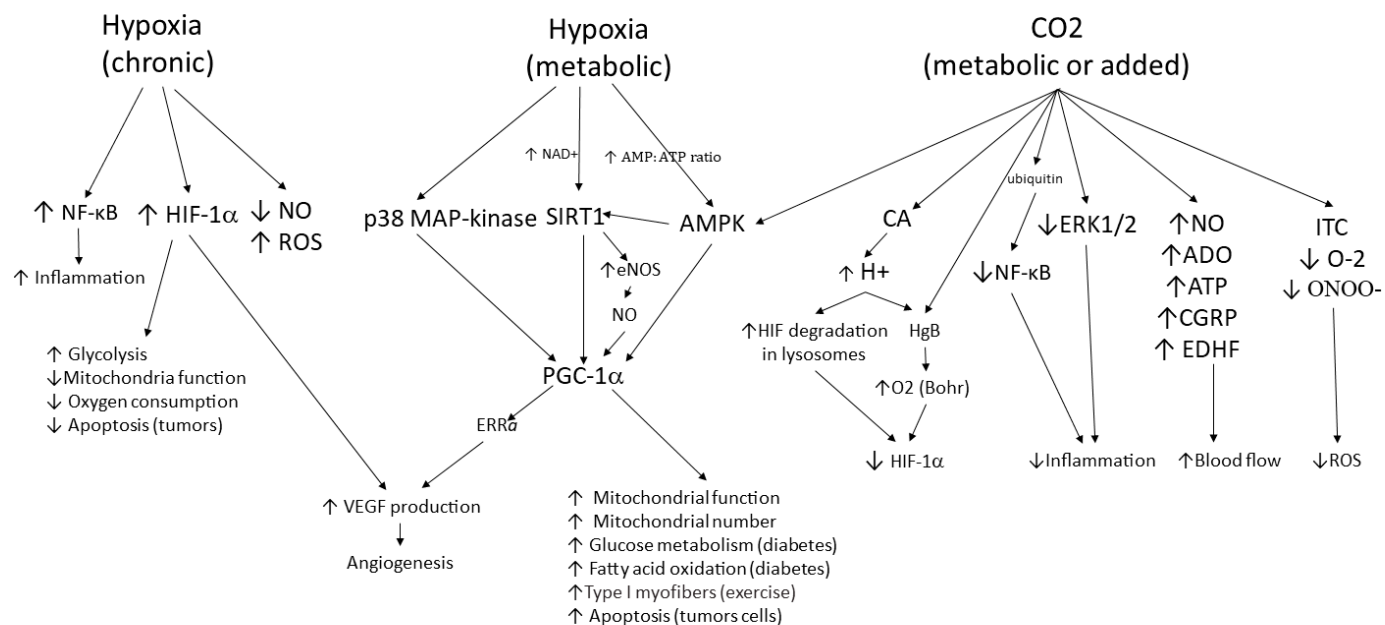 Hypoxia
(chronic)
Hypoxia
(metabolic)
CO2
(metabolic or added)
↑ NAD+
↑ AMP:ATP ratio
ubiquitin
↑ NF-κB
↑ HIF-1α
↓ NO
↑ ROS
p38 MAP-kinase
SIRT1
AMPK
CA
↓ERK1/2
↑NO
↑ADO
↑ATP
↑CGRP
↑ EDHF
ITC
↓ O-2
↓ ONOO-
↑ Inflammation
↑eNOS
NO
↑ H+
↓NF-κB
↑HIF degradation
in lysosomes
HgB
↑O2 (Bohr)
↑ Glycolysis
↓Mitochondria function
↓ Oxygen consumption
↓ Apoptosis (tumors)
PGC-1α
ERRα
↓ HIF-1α
↓Inflammation
↑Blood flow
↓ROS
↑ VEGF production
Angiogenesis
↑ Mitochondrial function
↑ Mitochondrial number
↑ Glucose metabolism (diabetes)
↑ Fatty acid oxidation (diabetes)
↑Type I myofibers (exercise)
↑ Apoptosis (tumors cells)